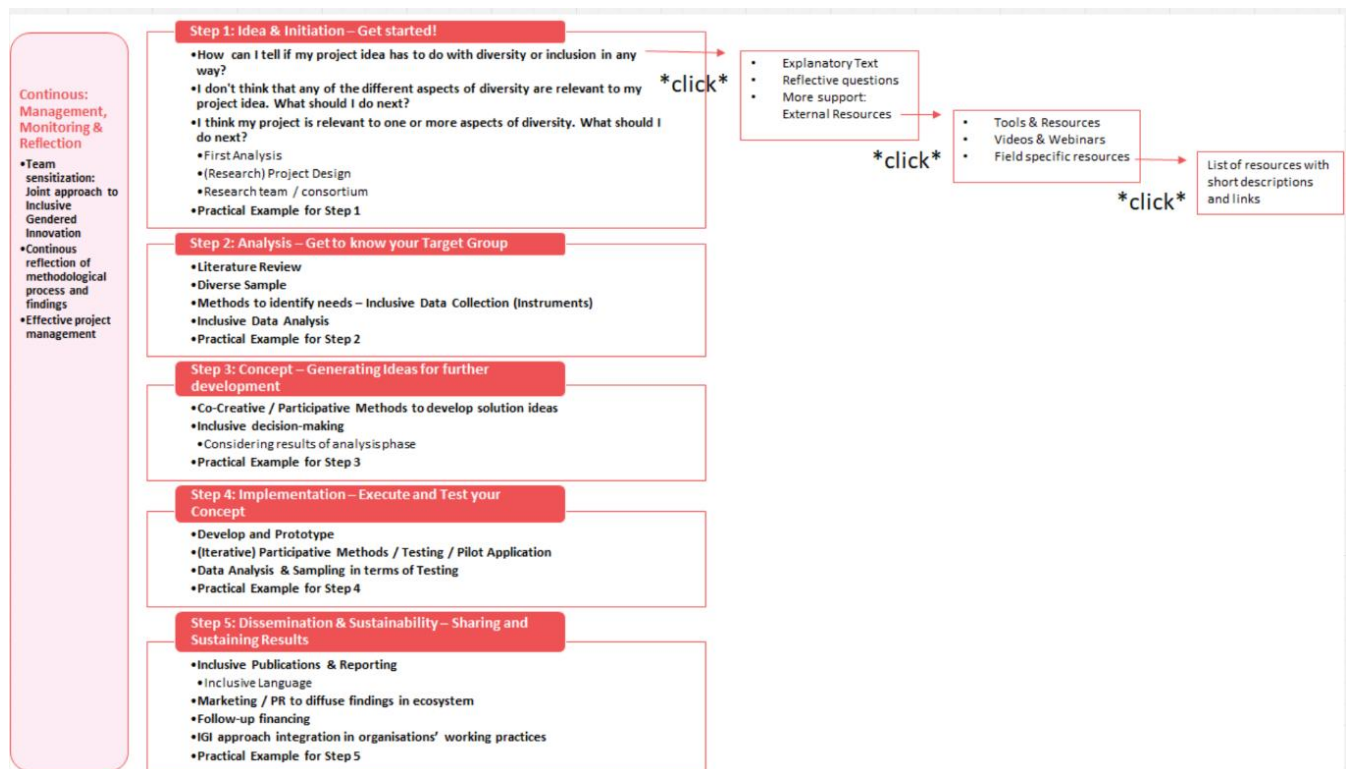 Continous:
Management,
Monitoring &
Reflection
•Team
sensitization:
Joint approach to
Inclusive
Gendered
Innovation
•Continous
reflection of
methodological
process and
findings
•Effective project
management
Step 1: Idea & Initiation – Get started!
•How can I tell if my project idea has to do with diversity or inclusion in any
way?
•I don't think that any of the different aspects of diversity are relevant to my
project idea. What should I do next?
•I think my project is relevant to one or more aspects of diversity. What should I
do next?
•First Analysis
•(Research) Project Design
•Research team / consortium
•Practical Example for Step 1
*click*
• Explanatory Text
• Reflective questions
• More support:
External Resources
*click*
• Tools & Resources
• Videos & Webinars
• Field specific resources
*click*
List of resources with
short descriptions
and links
Step 2: Analysis – Get to know your Target Group
•Literature Review
•Diverse Sample
•Methods to identify needs – Inclusive Data Collection (Instruments)
•Inclusive Data Analysis
•Practical Example for Step 2
Step 3: Concept – Generating Ideas for further
development
•Co-Creative / Participative Methods to develop solution ideas
•Inclusive decision-making
•Considering results of analysis phase
•Practical Example for Step 3
Step 4: Implementation – Execute and Test your
Concept
•Develop and Prototype
•(Iterative) Participative Methods / Testing / Pilot Application
•Data Analysis & Sampling in terms of Testing
•Practical Example for Step 4
Step 5: Dissemination & Sustainability – Sharing and
Sustaining Results
•Inclusive Publications & Reporting
•Inclusive Language
•Marketing / PR to diffuse findings in ecosystem
•Follow-up financing
•IGI approach integration in organisations’ working practices
•Practical Example for Step 5